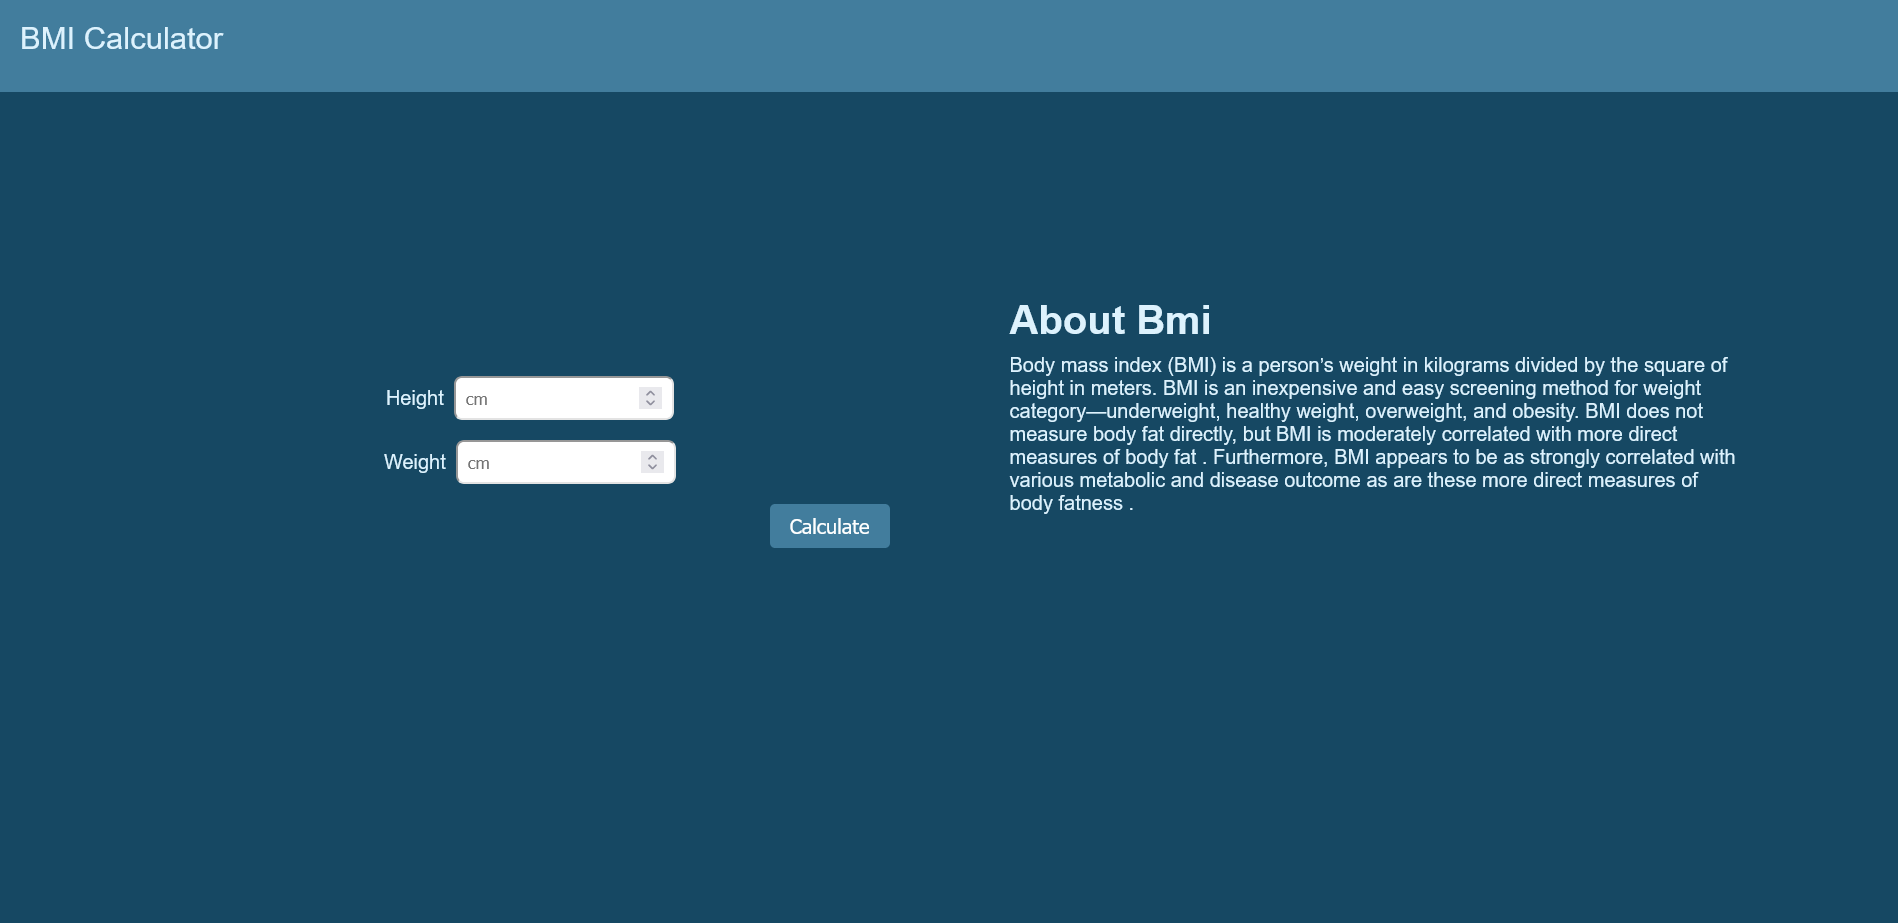 BMI Calculator
Height
cm
Weight
cm
Calculate
About Bmi
Body mass index (BMI) is a person's weight in kilograms divided by the square of
height in meters. BMI is an inexpensive and easy screening method for weight
category—underweight, healthy weight, overweight, and obesity. BMI does not
measure body fat directly, but BMI is moderately correlated with more direct
measures of body fat . Furthermore, BMI appears to be as strongly correlated with
various metabolic and disease outcome as are these more direct measures of
body fatness .